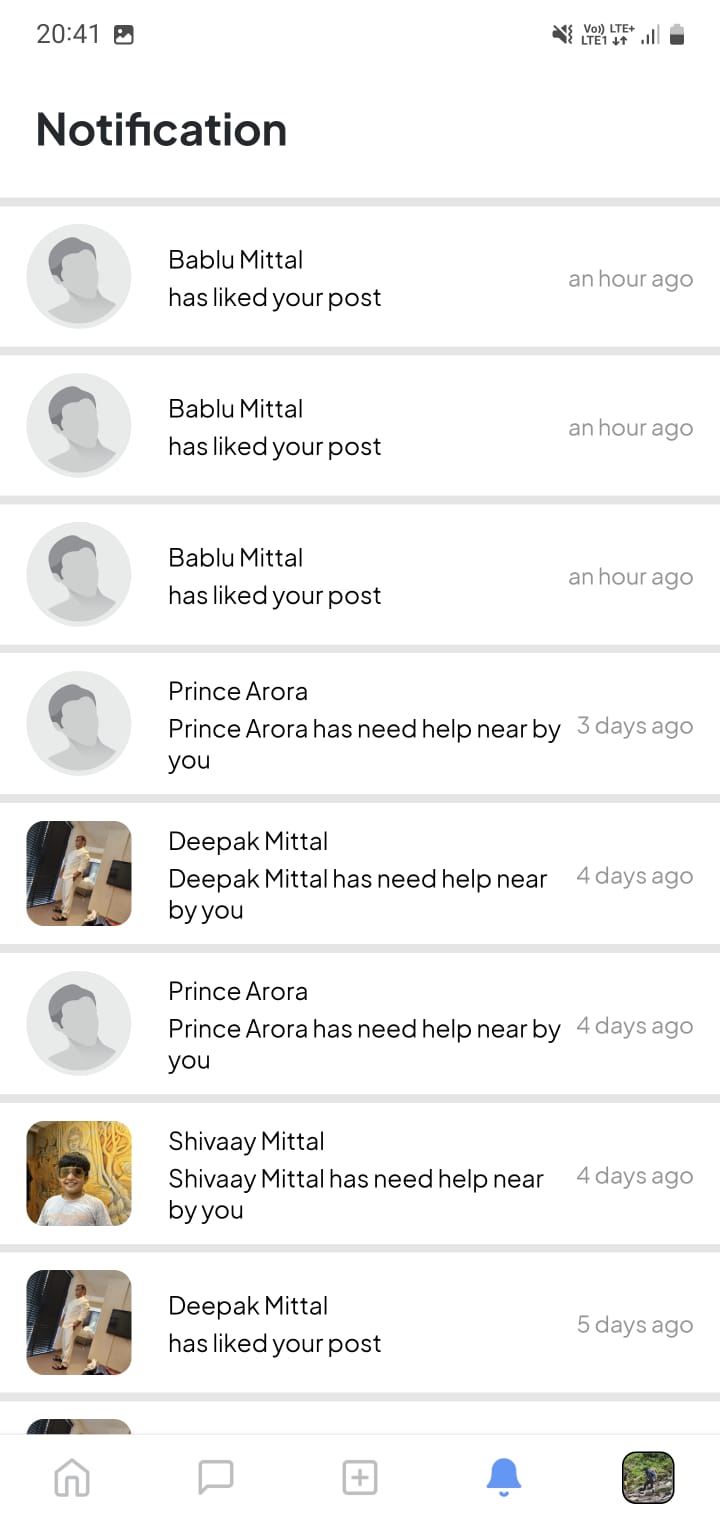 20:41
Vo)) LTE+
LTE1
Notification
Bablu Mittal
has liked your post
an hour ago
Bablu Mittal
has liked your post
an hour ago
Bablu Mittal
has liked your post
an hour ago
Prince Arora
Prince Arora has need help near by
you
3 days ago
Deepak Mittal
Deepak Mittal has need help near
by you
4 days ago
Prince Arora
Prince Arora has need help near by
you
4 days ago
Shivaay Mittal
Shivaay Mittal has need help near
by you
4 days ago
Deepak Mittal
has liked your post
5 days ago